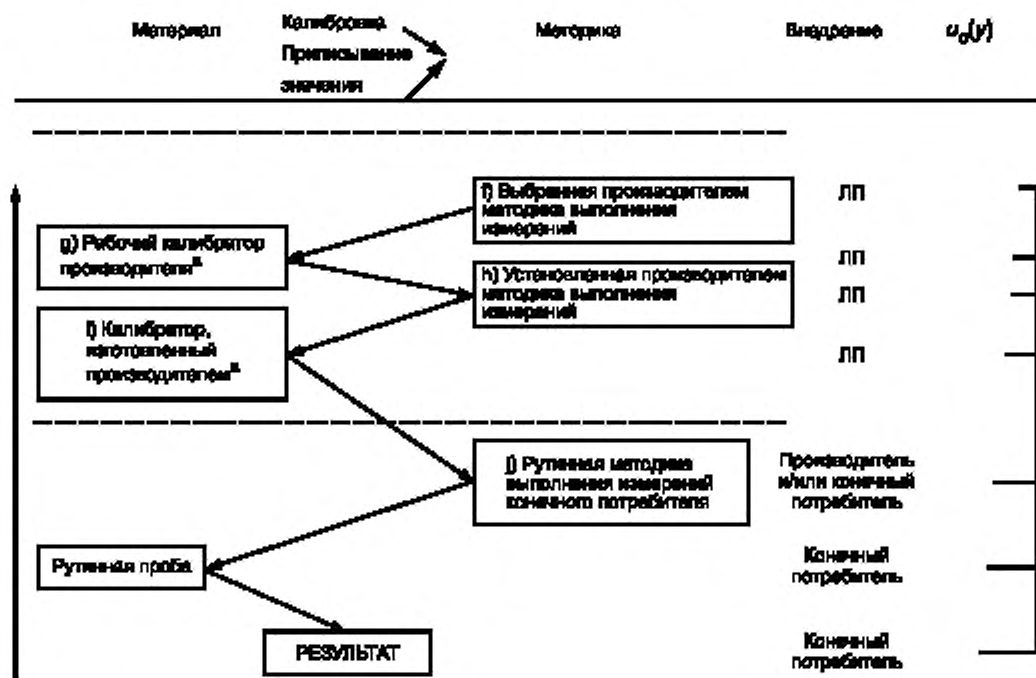 Материал
Калибровка
Приписывание
значения
Методика
Внедрение
u_c(y)
f) Выбранная производителем
методика выполнения
измерений
ЛП
g) Рабочий калибратор
производителя^a
ЛП
h) Установленная производителем
методика выполнения
измерений
ЛП
i) Калибратор,
изготовленный
производителем^a
ЛП
j) Рутинная методика
выполнения измерений
конечного потребителя
Производитель
и/или конечный
потребитель
Рутинная проба
Конечный
потребитель
РЕЗУЛЬТАТ
Конечный
потребитель